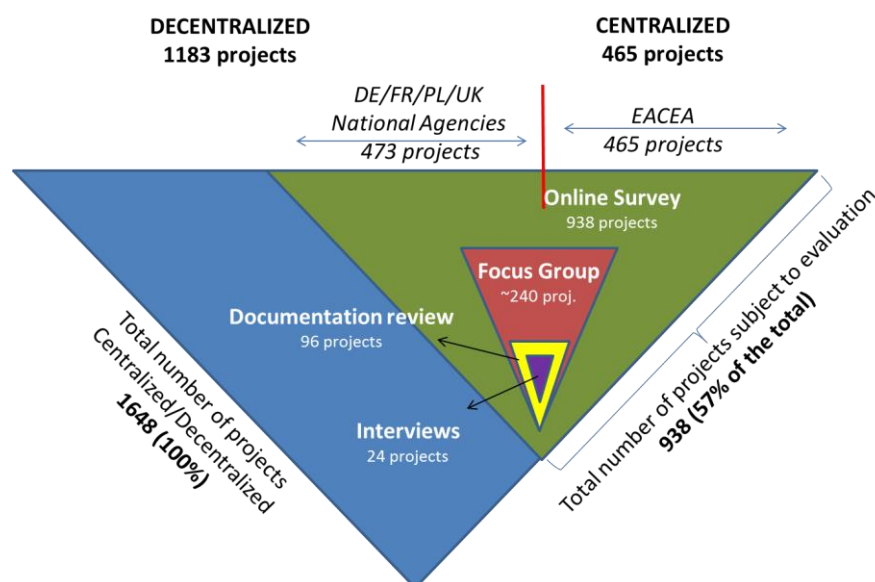 DECENTRALIZED
1183 projects
CENTRALIZED
465 projects
DE/FR/PL/UK
National Agencies
473 projects
EACEA
465 projects
Online Survey
938 projects
Focus Group
~240 proj.
Documentation review
96 projects
Interviews
24 projects
Total number of projects
Centralized/Decentralized
1648 (100%)
Total number of projects subject to evaluation
938 (57% of the total)